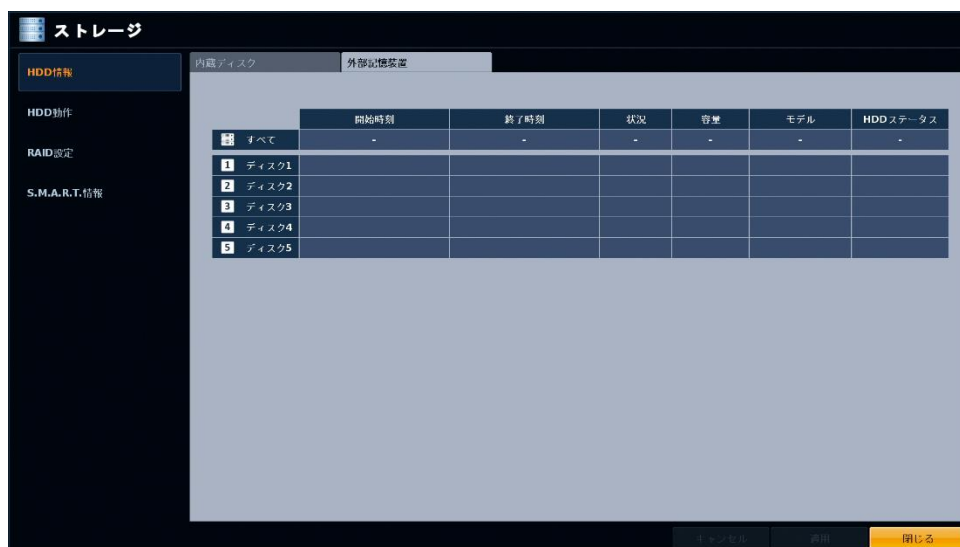 ストレージ
HDD情報
HDD動作
RAID設定
S.M.A.R.T.情報
内蔵ディスク 外部記憶装置
開始時刻 終了時刻 状況 容量 モデル HDDステータス
すべて - - - - - -
1 ディスク1
2 ディスク2
3 ディスク3
4 ディスク4
5 ディスク5
キャンセル 適用 閉じる